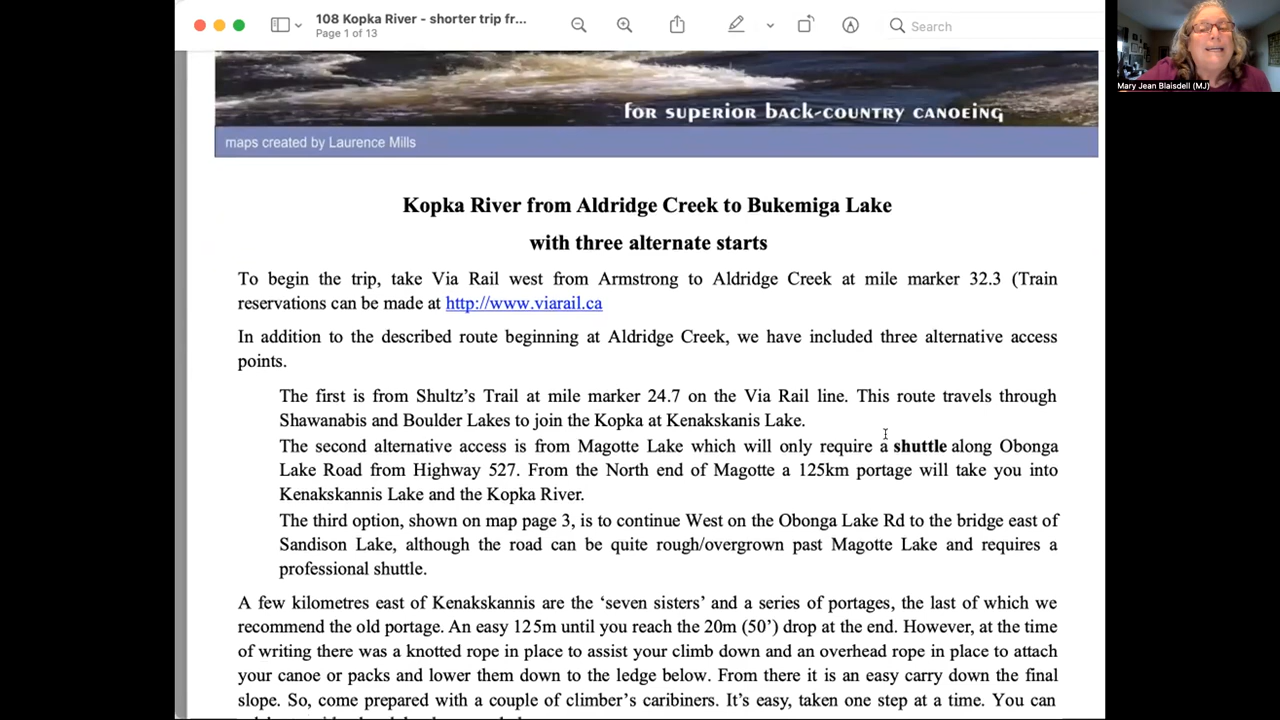 108 Kopka River - shorter trip fr...
Page 1 of 13
Search
Mary Jean Blaisdell (MJ)
for superior back-country canoeing
maps created by Laurence Mills
Kopka River from Aldridge Creek to Bukemiga Lake
with three alternate starts
To begin the trip, take Via Rail west from Armstrong to Aldridge Creek at mile marker 32.3 (Train
reservations can be made at http://www.viarail.ca
In addition to the described route beginning at Aldridge Creek, we have included three alternative access
points.
The first is from Shultz's Trail at mile marker 24.7 on the Via Rail line. This route travels through
Shawanabis and Boulder Lakes to join the Kopka at Kenakskanis Lake.
The second alternative access is from Magotte Lake which will only require a shuttle along Obonga
Lake Road from Highway 527. From the North end of Magotte a 125km portage will take you into
Kenakskannis Lake and the Kopka River.
The third option, shown on map page 3, is to continue West on the Obonga Lake Rd to the bridge east of
Sandison Lake, although the road can be quite rough/overgrown past Magotte Lake and requires a
professional shuttle.
A few kilometres east of Kenakskannis are the ‘seven sisters’ and a series of portages, the last of which we
recommend the old portage. An easy 125m until you reach the 20m (50’) drop at the end. However, at the time
of writing there was a knotted rope in place to assist your climb down and an overhead rope in place to attach
your canoe or packs and lower them down to the ledge below. From there it is an easy carry down the final
slope. So, come prepared with a couple of climber’s caribiners. It’s easy, taken one step at a time. You can